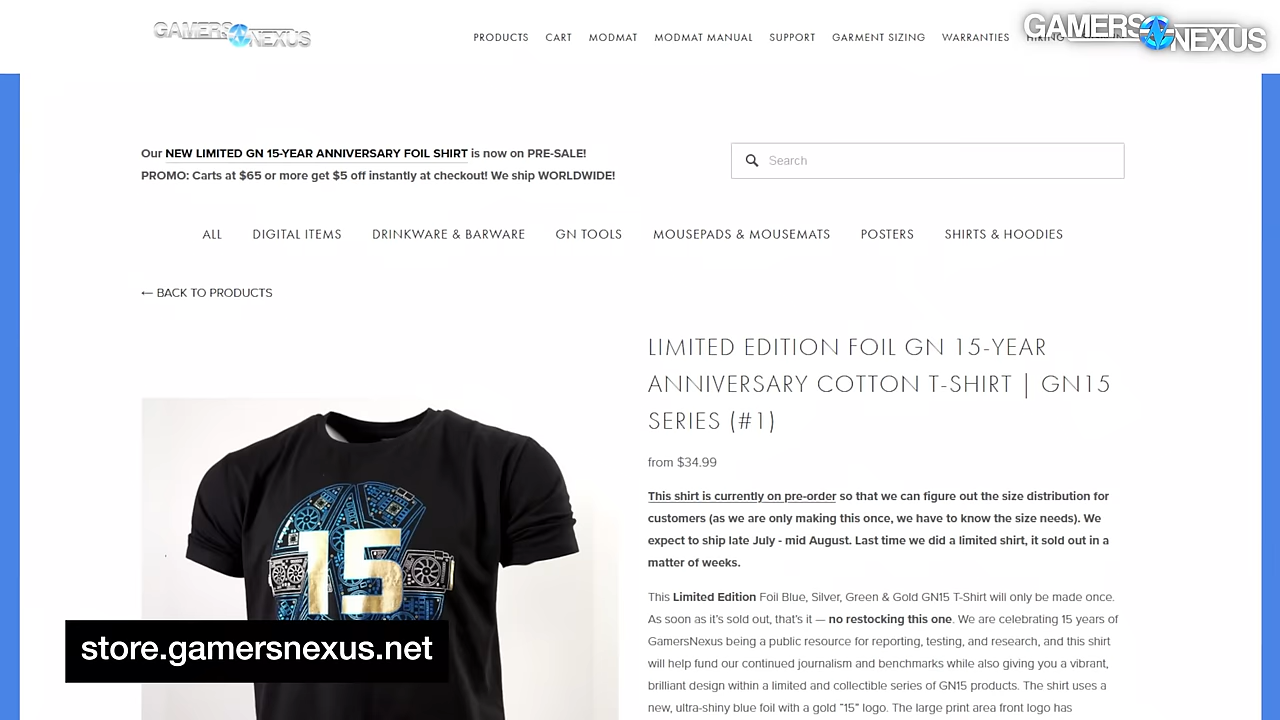 GAMERS NEXUS
PRODUCTS CART MODMAT MODMAT MANUAL SUPPORT GARMENT SIZING WARRANTIES HIRING
GAMERS NEXUS
Our NEW LIMITED GN 15-YEAR ANNIVERSARY FOIL SHIRT is now on PRE-SALE!
PROMO: Carts at $65 or more get $5 off instantly at checkout! We ship WORLDWIDE!
Search
ALL DIGITAL ITEMS DRINKWARE & BARWARE GN TOOLS MOUSEPADS & MOUSEMATS POSTERS SHIRTS & HOODIES
← BACK TO PRODUCTS
LIMITED EDITION FOIL GN 15-YEAR
ANNIVERSARY COTTON T-SHIRT | GN15
SERIES (#1)
from $34.99
This shirt is currently on pre-order so that we can figure out the size distribution for
customers (as we are only making this once, we have to know the size needs). We
expect to ship late July - mid August. Last time we did a limited shirt, it sold out in a
matter of weeks.
This Limited Edition Foil Blue, Silver, Green & Gold GN15 T-Shirt will only be made once.
As soon as it’s sold out, that’s it — no restocking this one. We are celebrating 15 years of
GamersNexus being a public resource for reporting, testing, and research, and this shirt
will help fund our continued journalism and benchmarks while also giving you a vibrant,
brilliant design within a limited and collectible series of GN15 products. The shirt uses a
new, ultra-shiny blue foil with a gold “15” logo. The large print area front logo has
15
store.gamersnexus.net